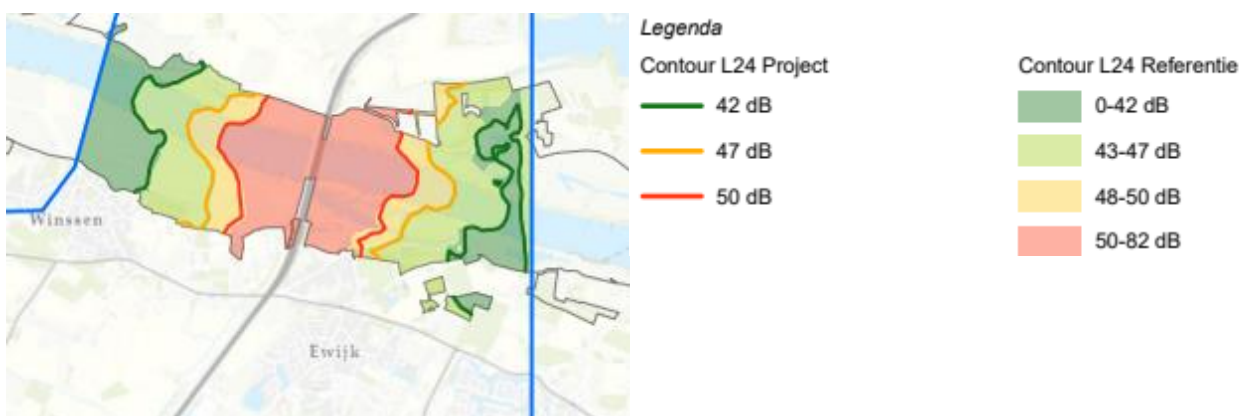 Legenda
Contour L24 Project
42 dB
47 dB
50 dB
Contour L24 Referentie
0-42 dB
43-47 dB
48-50 dB
50-82 dB
Winssen
Ewijk